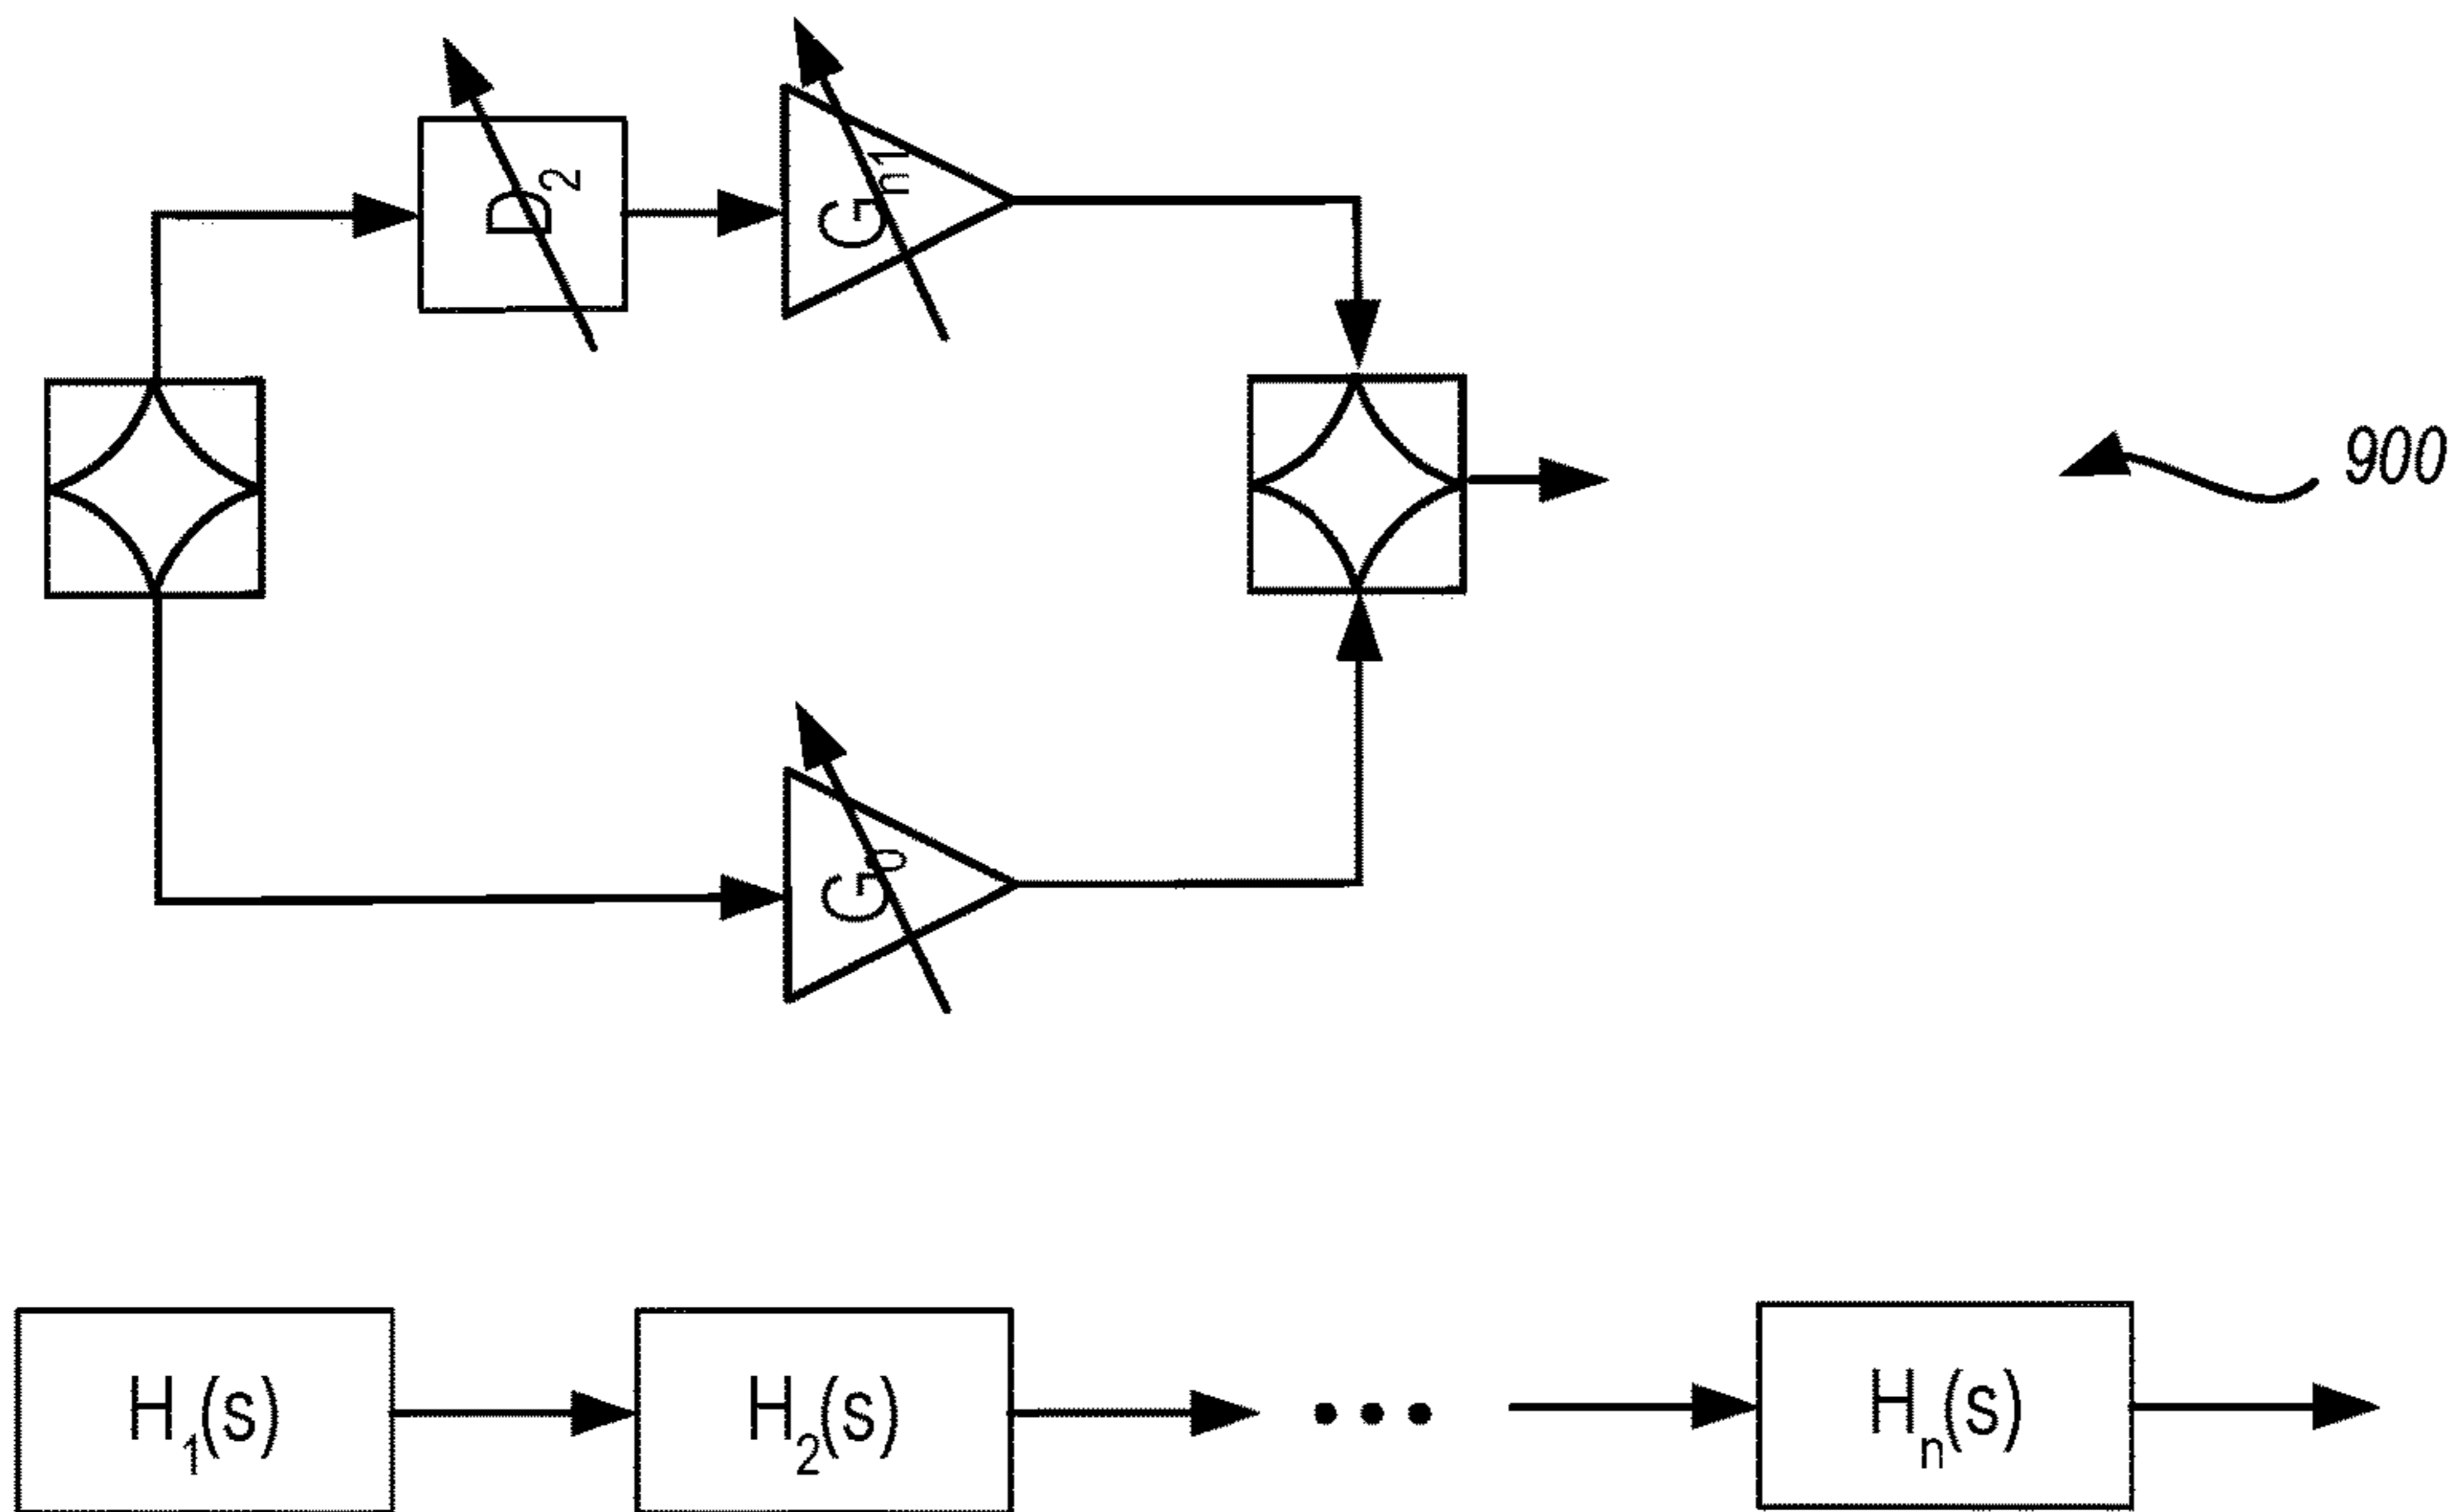 D2
Gn1
900
G0
H1(s)
H2(s)
• • •
Hn(s)